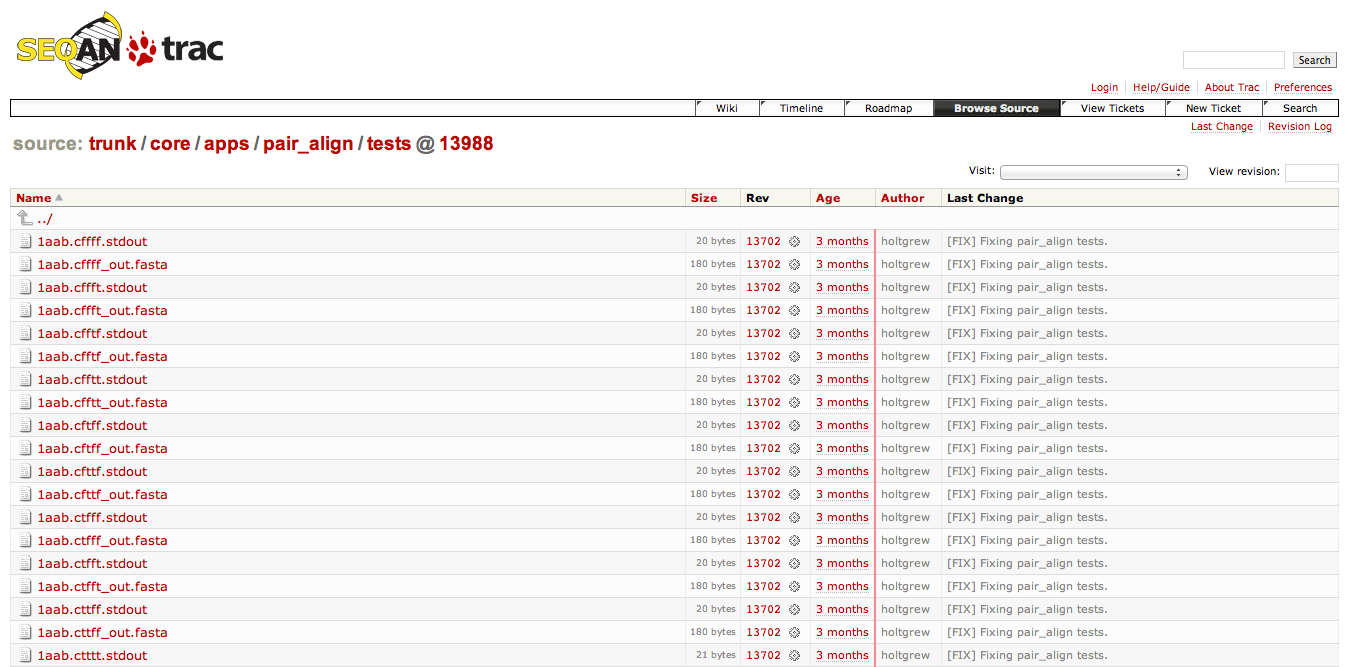 SEQAN trac
Search
Login Help/Guide About Trac Preferences
Wiki Timeline Roadmap Browse Source View Tickets New Ticket Search
Last Change Revision Log
source: trunk / core / apps / pair_align / tests @ 13988
Visit: View revision:
Name Size Rev Age Author Last Change
../
1aab.cffff.stdout 20 bytes 13702 3 months holtgrew [FIX] Fixing pair_align tests.
1aab.cffff_out.fasta 180 bytes 13702 3 months holtgrew [FIX] Fixing pair_align tests.
1aab.cffft.stdout 20 bytes 13702 3 months holtgrew [FIX] Fixing pair_align tests.
1aab.cffft_out.fasta 180 bytes 13702 3 months holtgrew [FIX] Fixing pair_align tests.
1aab.cfftf.stdout 20 bytes 13702 3 months holtgrew [FIX] Fixing pair_align tests.
1aab.cfftf_out.fasta 180 bytes 13702 3 months holtgrew [FIX] Fixing pair_align tests.
1aab.cfftt.stdout 20 bytes 13702 3 months holtgrew [FIX] Fixing pair_align tests.
1aab.cfftt_out.fasta 180 bytes 13702 3 months holtgrew [FIX] Fixing pair_align tests.
1aab.cftff.stdout 20 bytes 13702 3 months holtgrew [FIX] Fixing pair_align tests.
1aab.cftff_out.fasta 180 bytes 13702 3 months holtgrew [FIX] Fixing pair_align tests.
1aab.cfttf.stdout 20 bytes 13702 3 months holtgrew [FIX] Fixing pair_align tests.
1aab.cfttf_out.fasta 180 bytes 13702 3 months holtgrew [FIX] Fixing pair_align tests.
1aab.ctfff.stdout 20 bytes 13702 3 months holtgrew [FIX] Fixing pair_align tests.
1aab.ctfff_out.fasta 180 bytes 13702 3 months holtgrew [FIX] Fixing pair_align tests.
1aab.ctfft.stdout 20 bytes 13702 3 months holtgrew [FIX] Fixing pair_align tests.
1aab.ctfft_out.fasta 180 bytes 13702 3 months holtgrew [FIX] Fixing pair_align tests.
1aab.cttff.stdout 20 bytes 13702 3 months holtgrew [FIX] Fixing pair_align tests.
1aab.cttff_out.fasta 180 bytes 13702 3 months holtgrew [FIX] Fixing pair_align tests.
1aab.ctttt.stdout 21 bytes 13702 3 months holtgrew [FIX] Fixing pair_align tests.